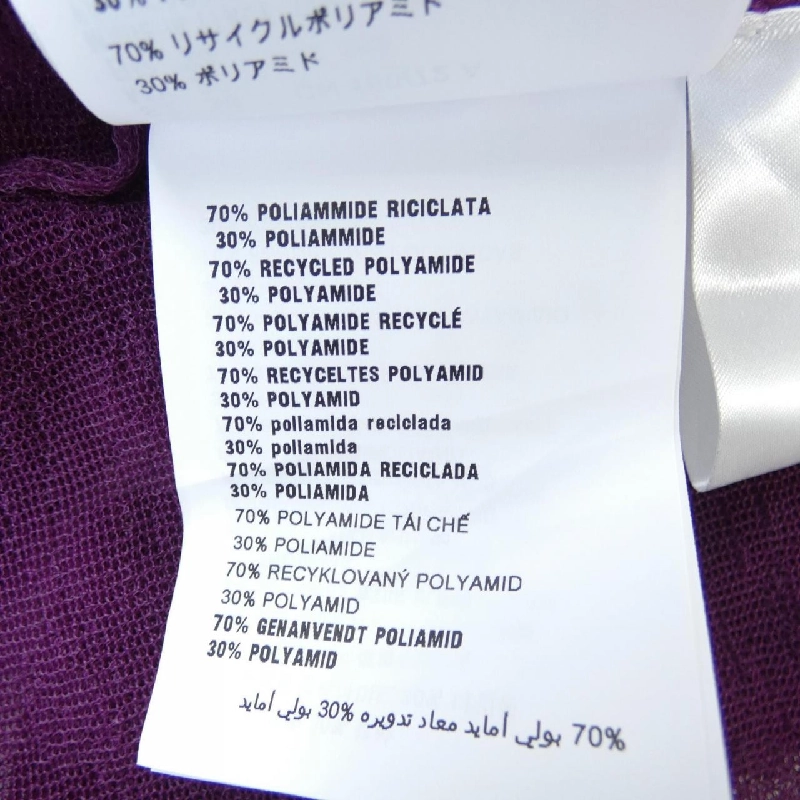 70% リサイクルポリアミド
30% ポリアミド
70% POLIAMMIDE RICICLATA
30% POLIAMMIDE
70% RECYCLED POLYAMIDE
30% POLYAMIDE
70% POLYAMIDE RECYCLÉ
30% POLYAMIDE
70% RECYCELTES POLYAMID
30% POLYAMID
70% poliamida reciclada
30% poliamida
70% POLIAMIDA RECICLADA
30% POLIAMIDA
70% POLYAMIDE TÁI CHẾ
30% POLIAMIDE
70% RECYKLOVANÝ POLYAMID
30% POLYAMID
70% GENANVENDT POLIAMID
30% POLYAMID
70% بولي أمايد معاد تدويره 30% بولي أمايد